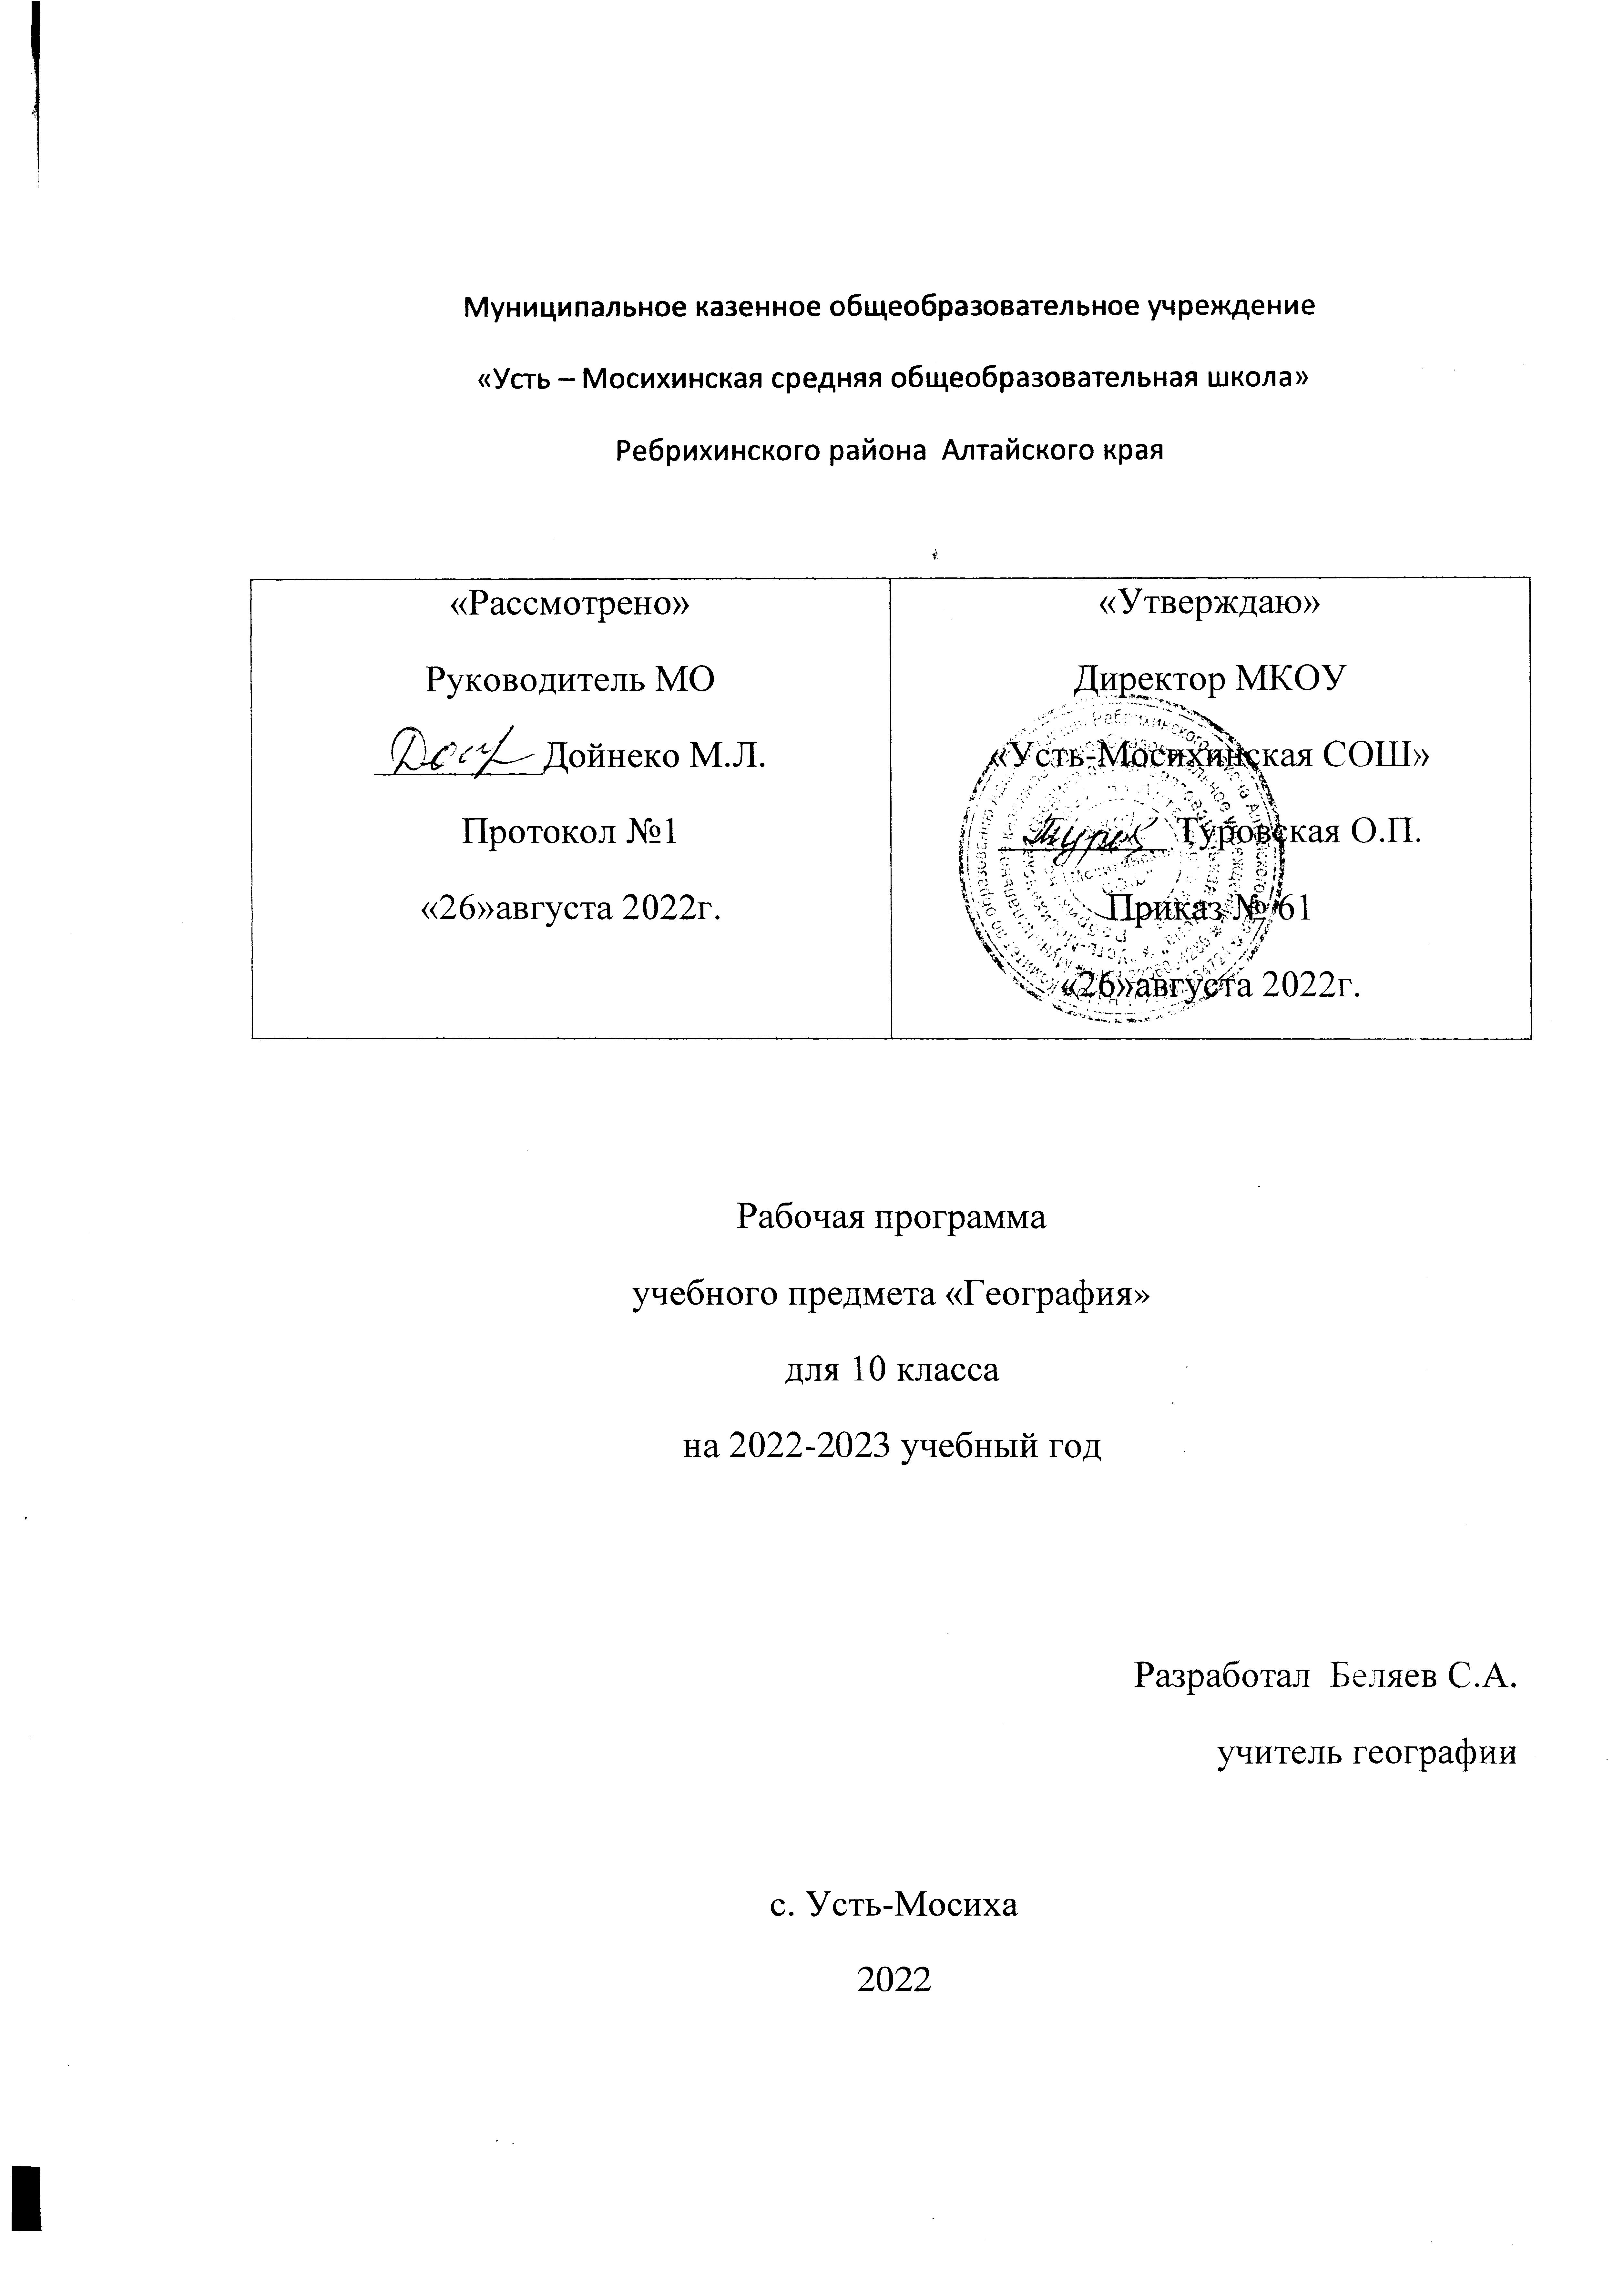 Муниципальное казенное общеобразовательное учреждение
«Усть – Мосихинская средняя общеобразовательная школа»
Ребрихинского района Алтайского края
«Рассмотрено»
Руководитель МО
Дойнеко М.Л.
Протокол №1
«26»августа 2022г.
«Утверждаю»
Директор МКОУ
«Усть-Мосихинская СОШ»
Туровская О.П.
Приказ № 61
«26»августа 2022г.
Рабочая программа
учебного предмета «География»
для 10 класса
на 2022-2023 учебный год
Разработал Беляев С.А.
учитель географии
с. Усть-Мосиха
2022